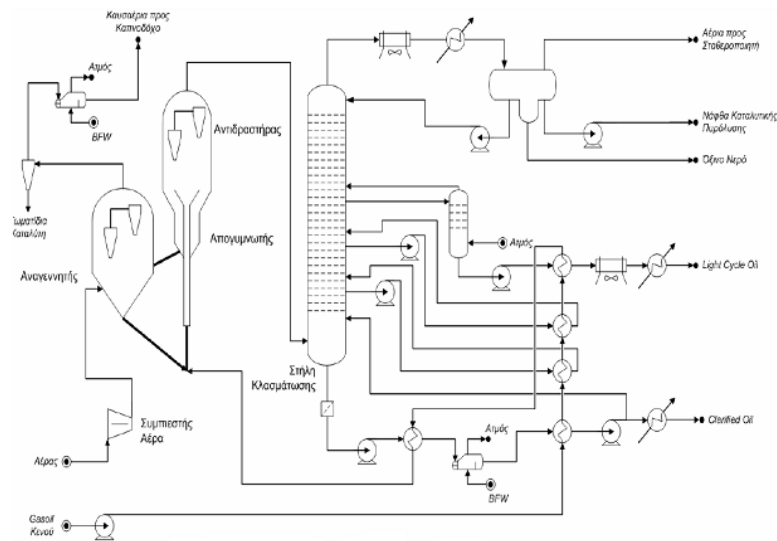 Καυσαέρια προς
Καπνοδόχο
Ατμός
BFW
Σωματίδια
Καταλύτη
Αναγεννητής
Αντιδραστήρας
Απογυμνωτής
Συμπιεστής
Αέρα
Αέρας
Gasoil
Κενού
Στήλη
Κλασμάτωσης
Αέρια προς
Σταθεροποιητή
Νάφθα Καταλυτικής
Πυρόλυσης
Όξινο Νερό
Ατμός
Light Cycle Oil
Clarified Oil
Ατμός
BFW